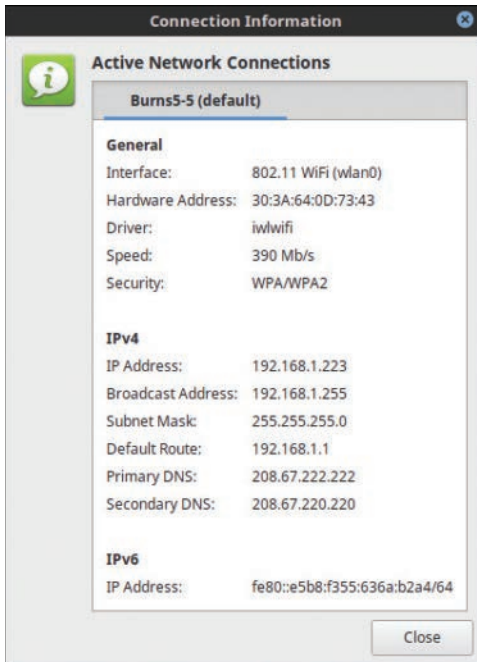 Connection Information
Active Network Connections
Burns5-5 (default)
General
Interface: 802.11 WiFi (wlan0)
Hardware Address: 30:3A:64:0D:73:43
Driver: iwlwifi
Speed: 390 Mb/s
Security: WPA/WPA2
IPv4
IP Address: 192.168.1.223
Broadcast Address: 192.168.1.255
Subnet Mask: 255.255.255.0
Default Route: 192.168.1.1
Primary DNS: 208.67.222.222
Secondary DNS: 208.67.220.220
IPv6
IP Address: fe80::e5b8:f355:636a:b2a4/64
Close